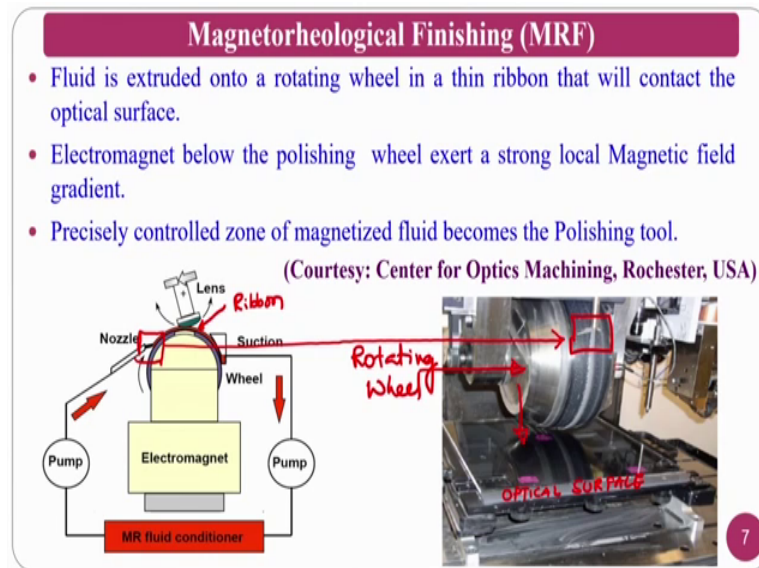 Magnetorheological Finishing (MRF)
• Fluid is extruded onto a rotating wheel in a thin ribbon that will contact the
optical surface.
• Electromagnet below the polishing wheel exert a strong local Magnetic field
gradient.
• Precisely controlled zone of magnetized fluid becomes the Polishing tool.
(Courtesy: Center for Optics Machining, Rochester, USA)
Lens
Ribbon
Nozzle
Suction
Rotating
Wheel
Wheel
Pump
Electromagnet
Pump
OPTICAL SURFACE
MR fluid conditioner
7